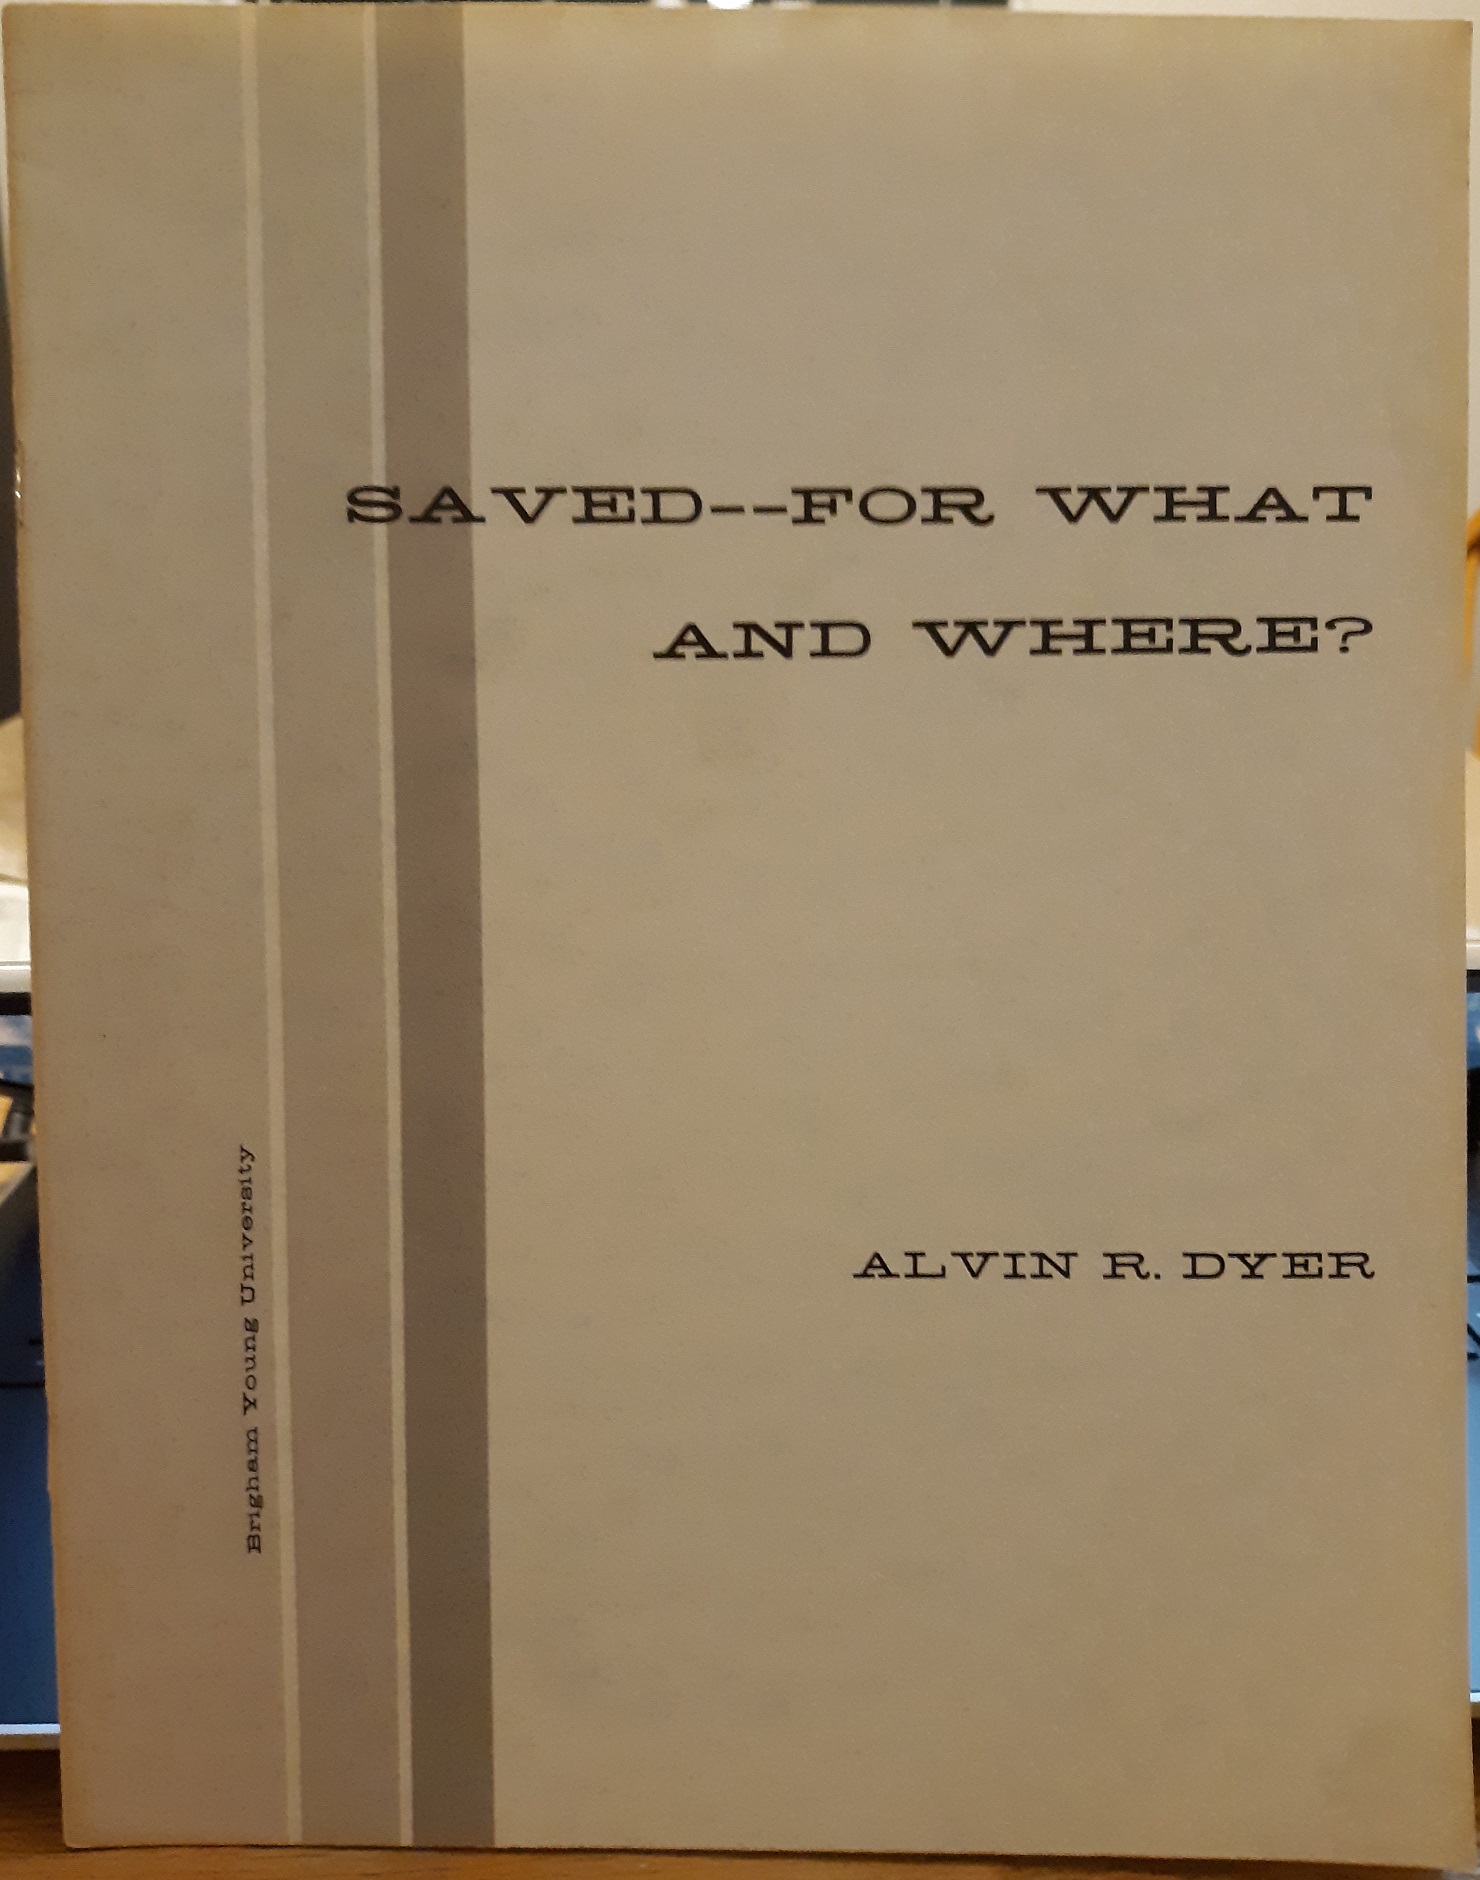 SAVED--FOR WHAT
AND WHERE?
ALVIN R. DYER
Brigham Young University